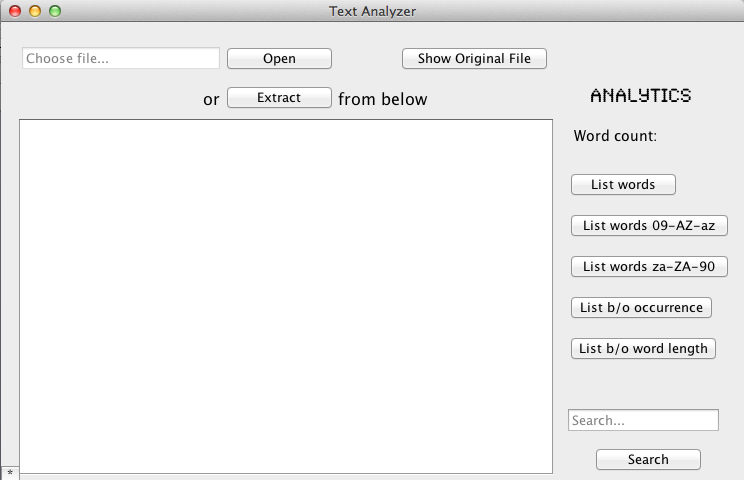 Text Analyzer
Choose file...
Open
Show Original File
or
Extract
from below
ANALYTICS
Word count:
List words
List words 09-AZ-az
List words za-ZA-90
List b/o occurrence
List b/o word length
Search...
Search
*